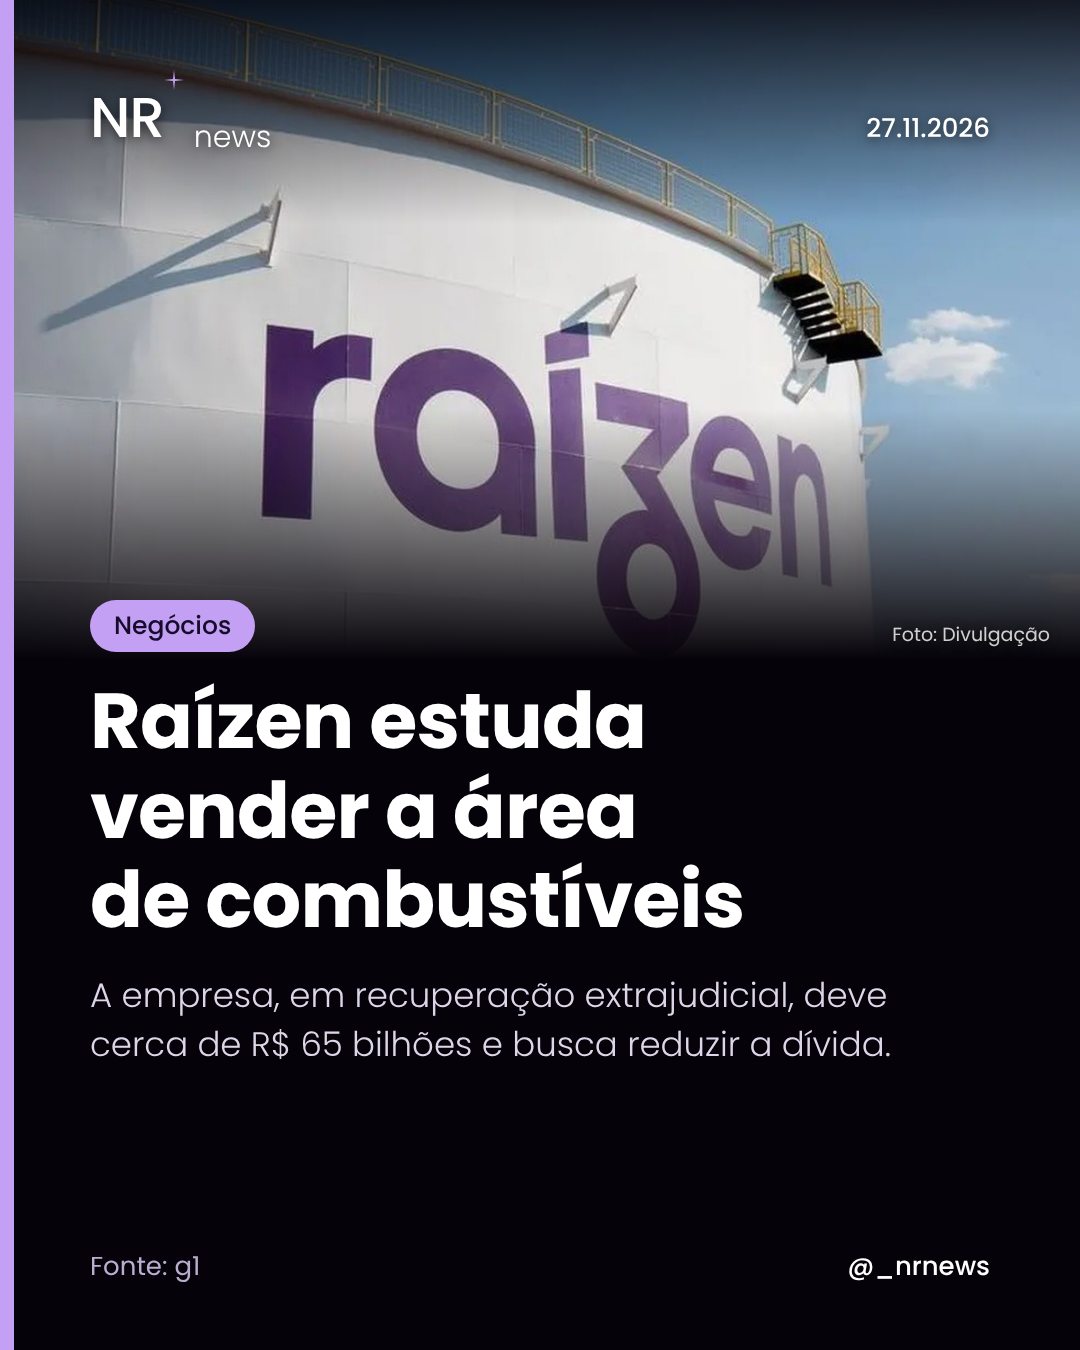 NR
news
27.11.2026
raízen
Negócios
Foto: Divulgação
Raízen estuda
vender a área
de combustíveis
A empresa, em recuperação extrajudicial, deve
cerca de R$ 65 bilhões e busca reduzir a dívida.
Fonte: g1
@_nrnews